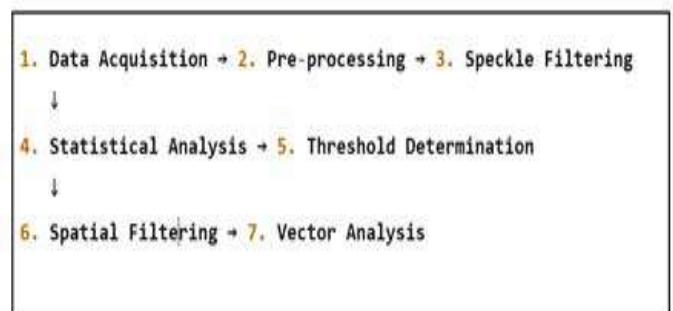 1. Data Acquisition → 2. Pre-processing → 3. Speckle Filtering
↓
4. Statistical Analysis → 5. Threshold Determination
↓
6. Spatial Filtering → 7. Vector Analysis